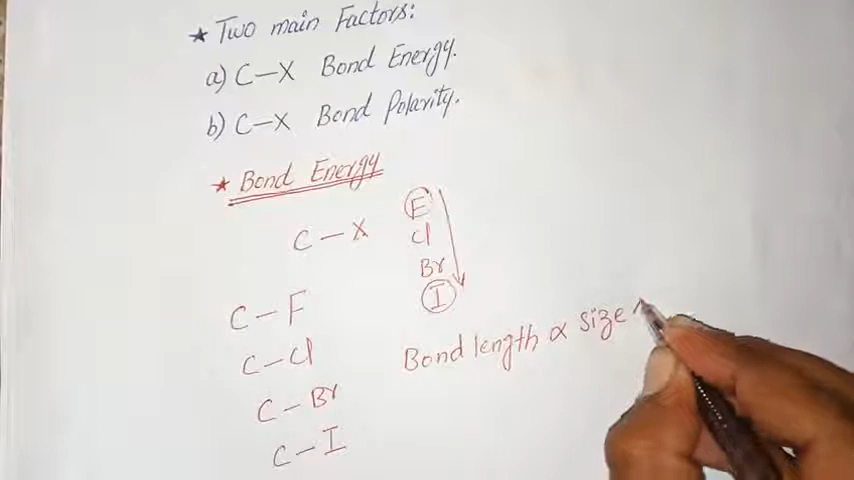 ★ Two main Factors:
a) C—X Bond Energy.
b) C—X Bond Polarity.
★ Bond Energy
C—X
F
Cl
Br
I
C—F
C—Cl
C—Br
C—I
Bond length ∝ size